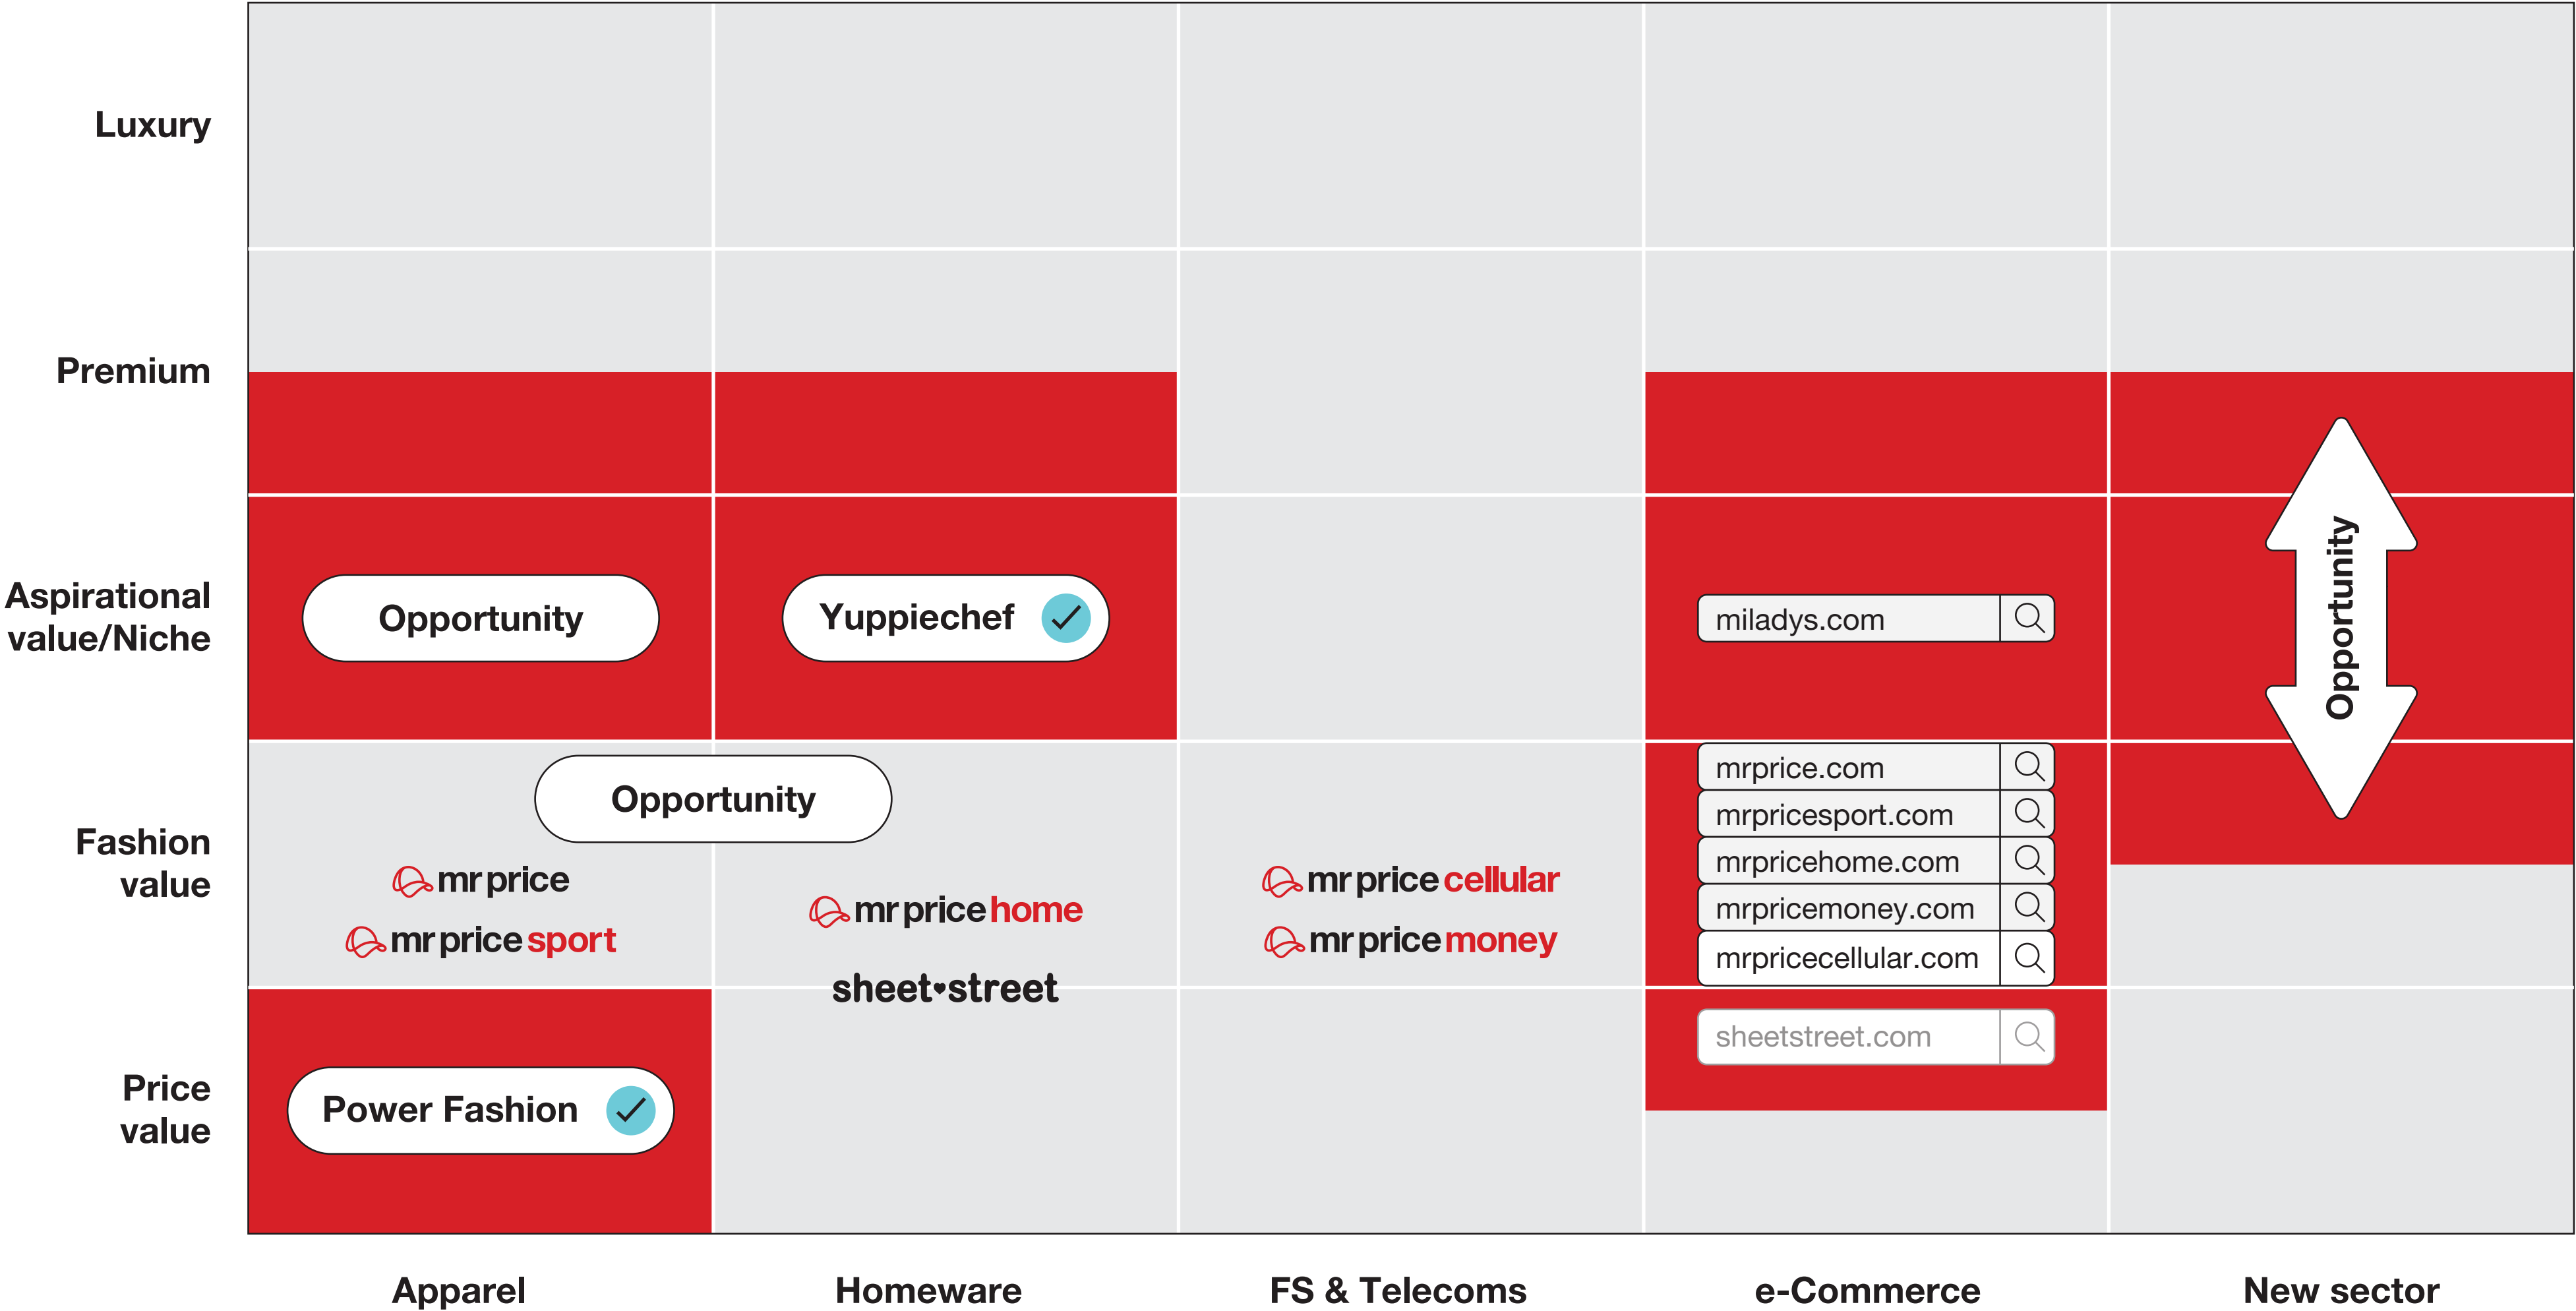 Luxury
Premium
Aspirational
value/Niche
Opportunity
Yuppiechef
miladys.com
Opportunity
Fashion
value
Opportunity
mr price
mr price sport
mr price home
sheet street
mr price cellular
mr price money
mrprice.com
mrpricesport.com
mrpricehome.com
mrpricemoney.com
mrpricecellular.com
Price
value
Power Fashion
sheetstreet.com
Apparel
Homeware
FS & Telecoms
e-Commerce
New sector